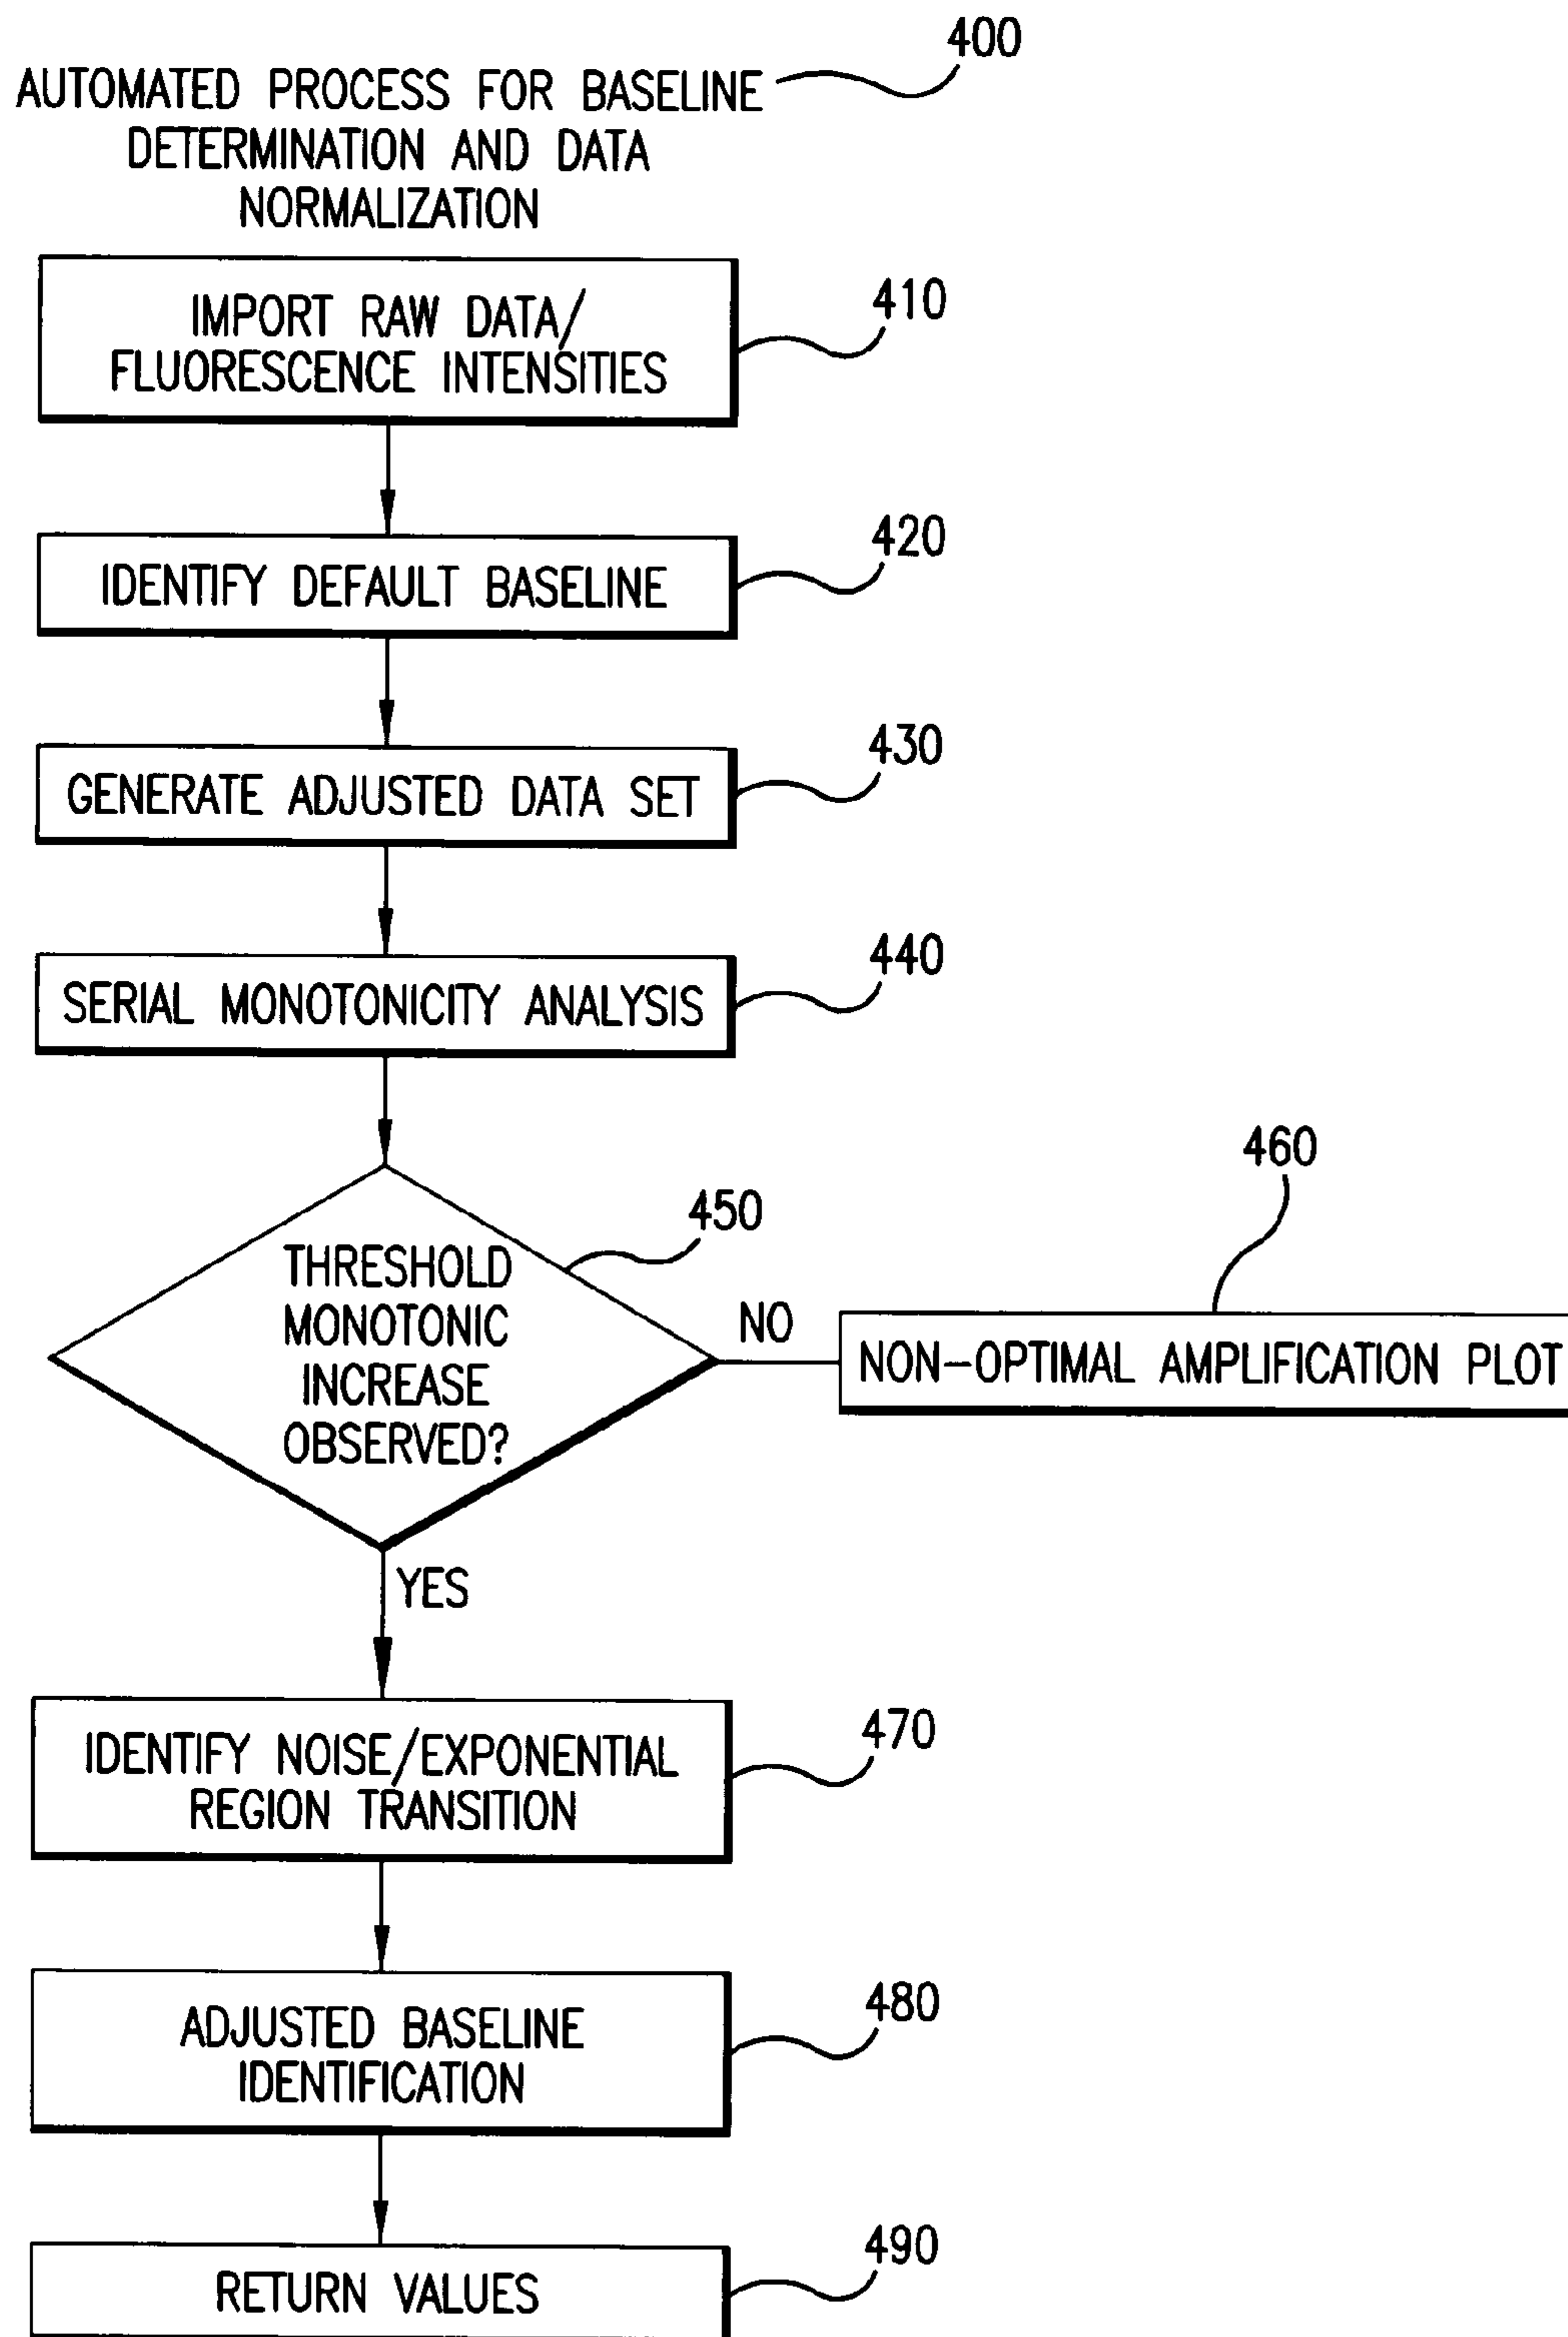 400
AUTOMATED PROCESS FOR BASELINE
DETERMINATION AND DATA
NORMALIZATION
IMPORT RAW DATA/
FLUORESCENCE INTENSITIES
410
IDENTIFY DEFAULT BASELINE
420
GENERATE ADJUSTED DATA SET
430
SERIAL MONOTONICITY ANALYSIS
440
THRESHOLD
MONOTONIC
INCREASE
OBSERVED?
450
NO
460
NON-OPTIMAL AMPLIFICATION PLOT
YES
IDENTIFY NOISE/EXPONENTIAL
REGION TRANSITION
470
ADJUSTED BASELINE
IDENTIFICATION
480
RETURN VALUES
490